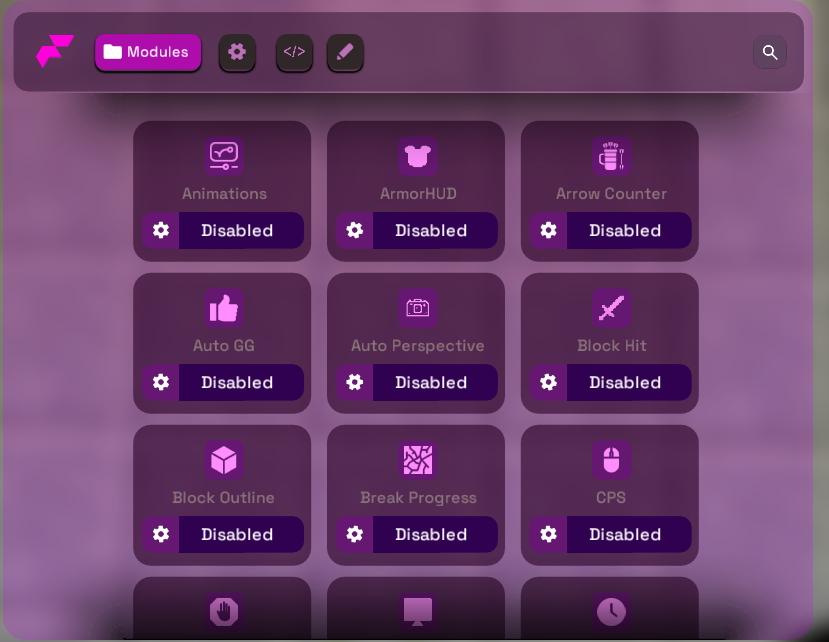 Modules
</>
Animations
ArmorHUD
Arrow Counter
Disabled
Disabled
Disabled
Auto GG
Auto Perspective
Block Hit
Disabled
Disabled
Disabled
Block Outline
Break Progress
CPS
Disabled
Disabled
Disabled